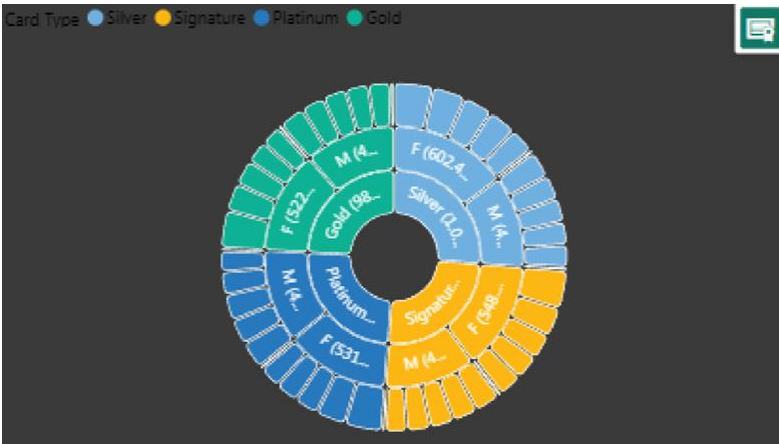 Card Type Silver Signature Platinum Gold
M (4...
F (602.4...
F (522...
Gold (98...
Silver (1.0...
M (4...
M (4...
Platinum...
Signatur...
F (548...
F (531...
M (4...